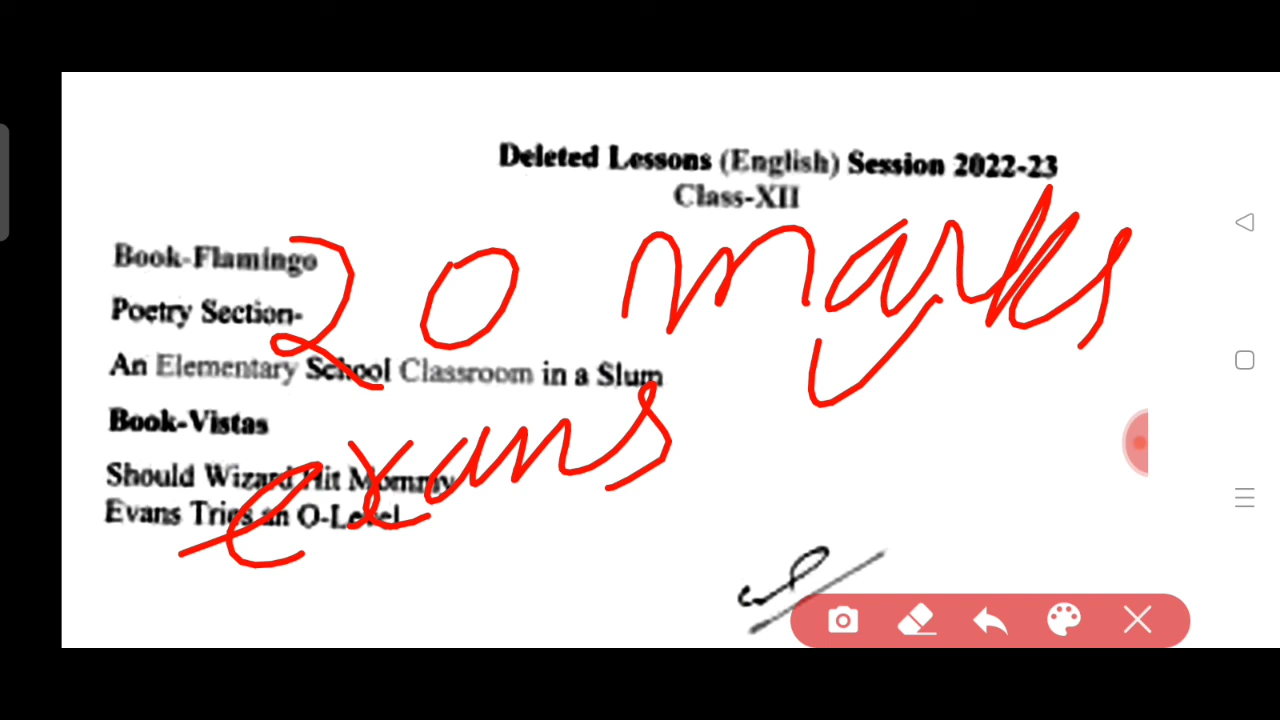 Deleted Lessons (English) Session 2022-23
Class-XII
Book-Flamingo
Poetry Section-
An Elementary School Classroom in a Slum
Book-Vistas
Should Wizard Hit Mommy
Evans Tries an O-Level
20 marks
exans